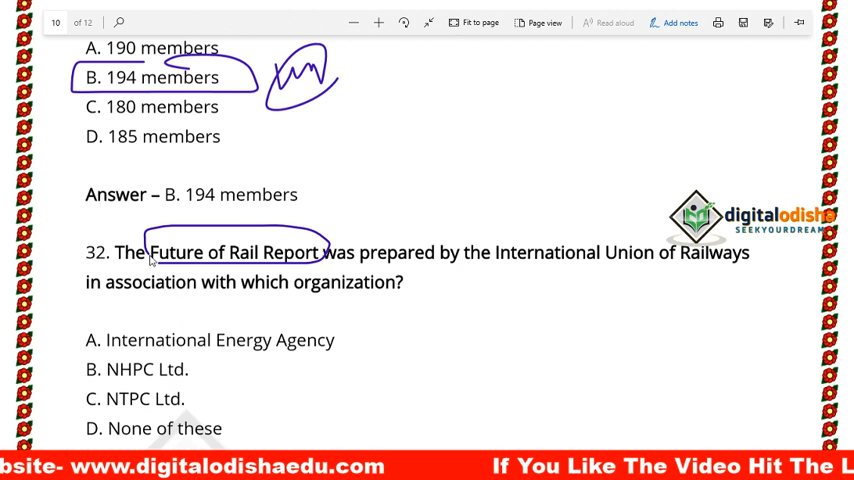 10 of 12
Fit to page
Page view
Read aloud
Add notes
A. 190 members
B. 194 members
C. 180 members
D. 185 members
Answer – B. 194 members
digitalodisha
SEEKYOURDREAM
32. The Future of Rail Report was prepared by the International Union of Railways
in association with which organization?
A. International Energy Agency
B. NHPC Ltd.
C. NTPC Ltd.
D. None of these
bsite- www.digitalodishaedu.com If You Like The Video Hit The L